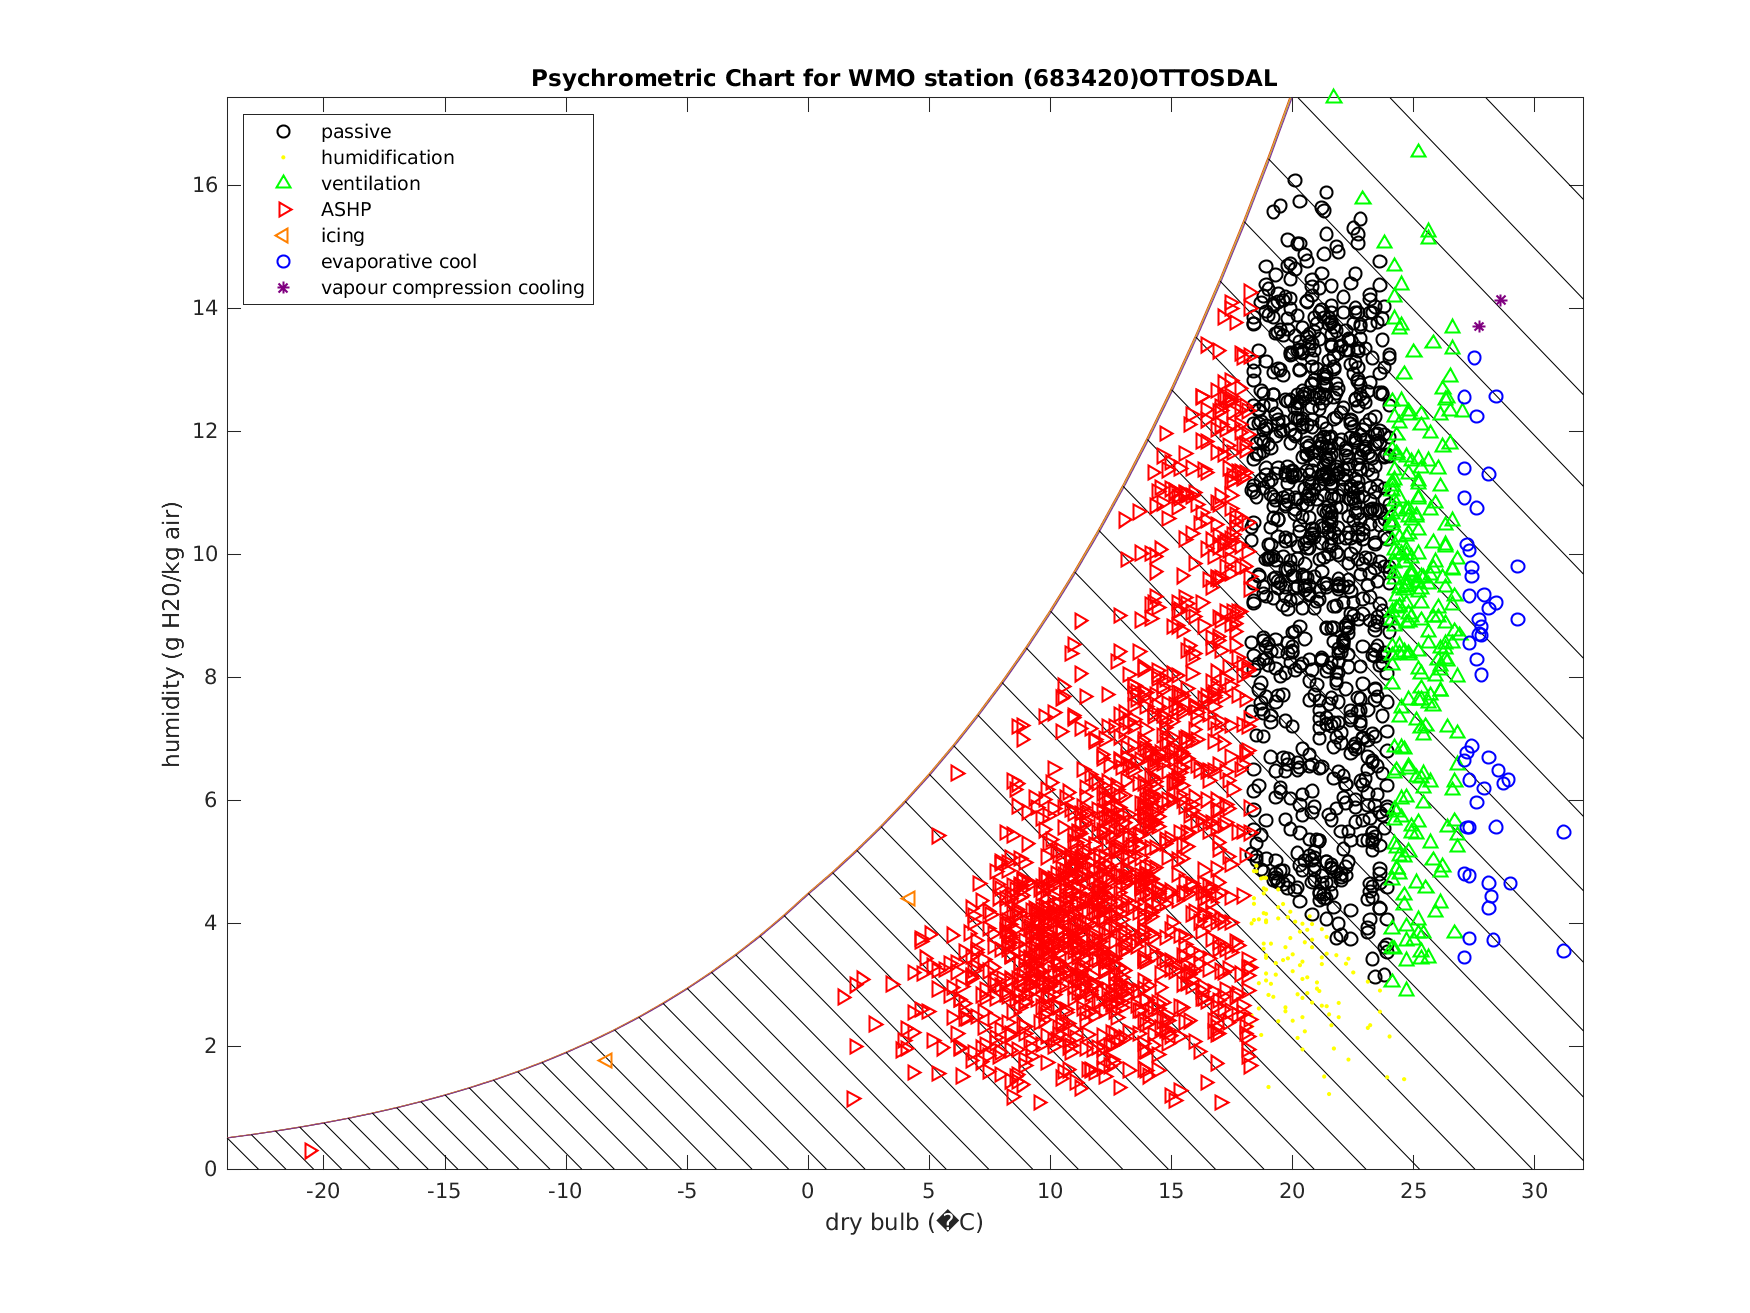 Psychrometric Chart for WMO station (683420)OTTOSDAL
passive
humidification
ventilation
ASHP
icing
evaporative cool
vapour compression cooling
humidity (g H20/kg air)
16
14
12
10
8
6
4
2
0
-20 -15 -10 -5 0 5 10 15 20 25 30
dry bulb (�C)